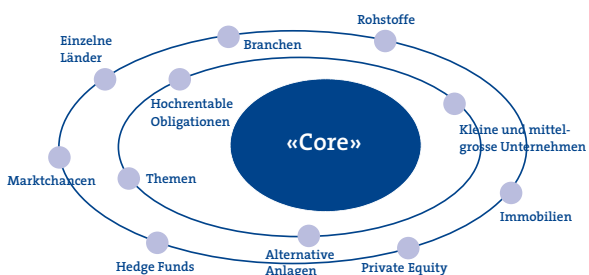 Rohstoffe
Einzelne
Länder
Branchen
Hochrentable
Obligationen
Kleine und mittel-
grosse Unternehmen
«Core»
Marktchancen
Themen
Immobilien
Hedge Funds
Alternative
Anlagen
Private Equity